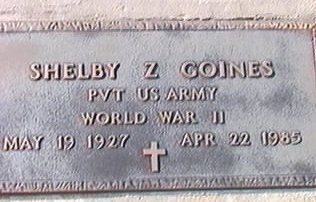 SHELBY Z GOINES
PVT US ARMY
WORLD WAR II
MAY 19 1927 APR 22 1985